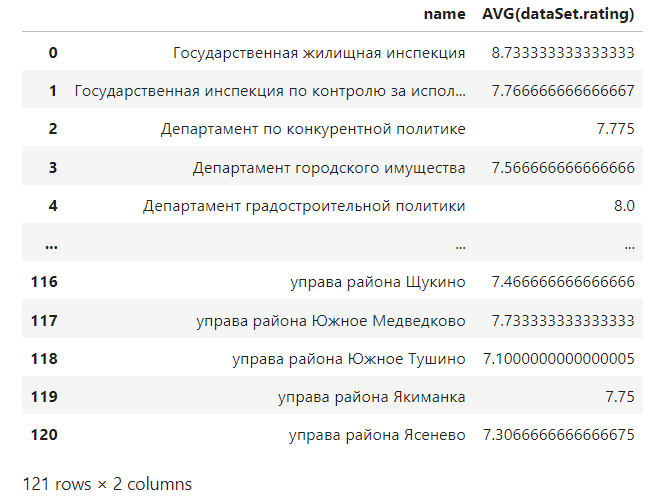 name AVG(dataSet.rating)
0 Государственная жилищная инспекция 8.733333333333333
1 Государственная инспекция по контролю за испол... 7.766666666666667
2 Департамент по конкурентной политике 7.775
3 Департамент городского имущества 7.566666666666666
4 Департамент градостроительной политики 8.0
... ... ...
116 управа района Щукино 7.466666666666666
117 управа района Южное Медведково 7.733333333333333
118 управа района Южное Тушино 7.1000000000000005
119 управа района Якиманка 7.75
120 управа района Ясенево 7.3066666666666675
121 rows × 2 columns